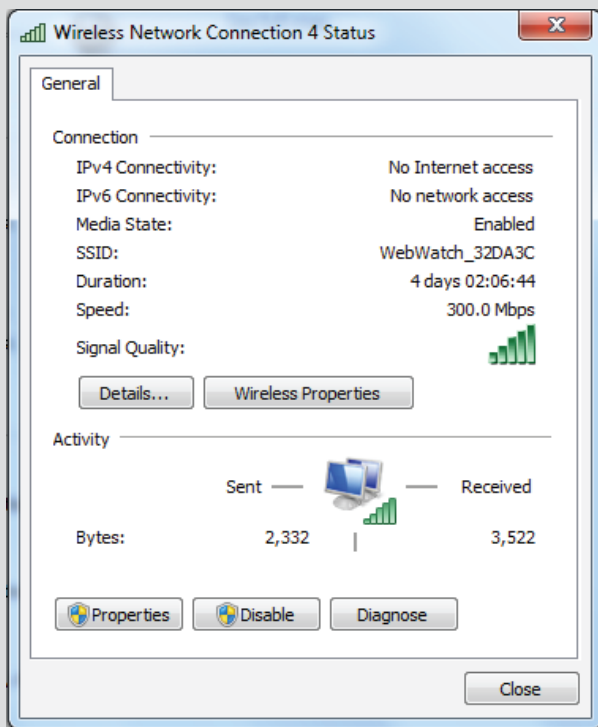 Wireless Network Connection 4 Status
General
Connection
IPv4 Connectivity: No Internet access
IPv6 Connectivity: No network access
Media State: Enabled
SSID: WebWatch_32DA3C
Duration: 4 days 02:06:44
Speed: 300.0 Mbps
Signal Quality:
Details... Wireless Properties
Activity
Sent Received
Bytes: 2,332 3,522
Properties Disable Diagnose
Close